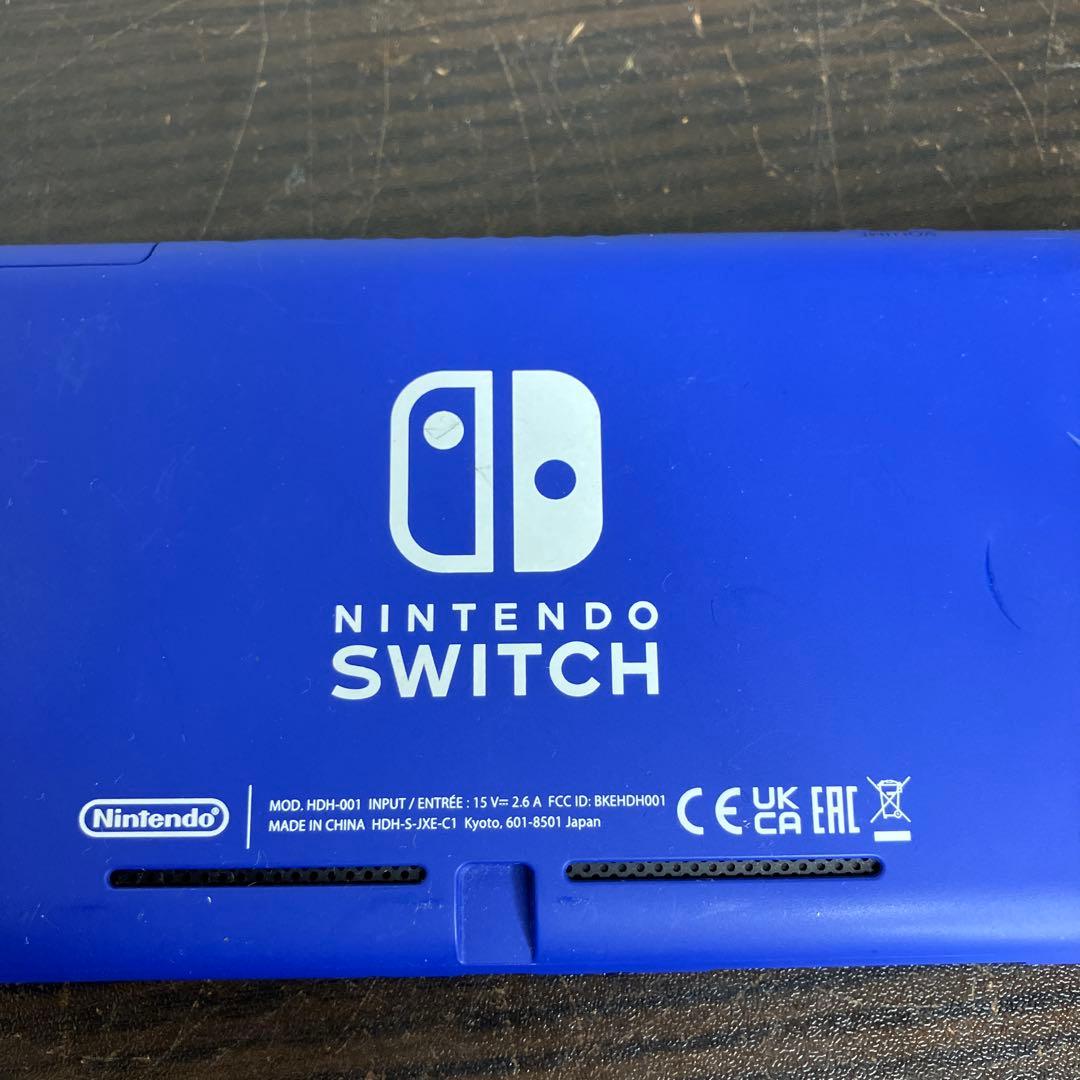 VOLUME
NINTENDO
SWITCH
Nintendo®
MOD. HDH-001 INPUT / ENTRÉE : 15 V⎓ 2.6 A FCC ID: BKEHDH001
MADE IN CHINA HDH-S-JXE-C1 Kyoto, 601-8501 Japan
CE UK CA EAC